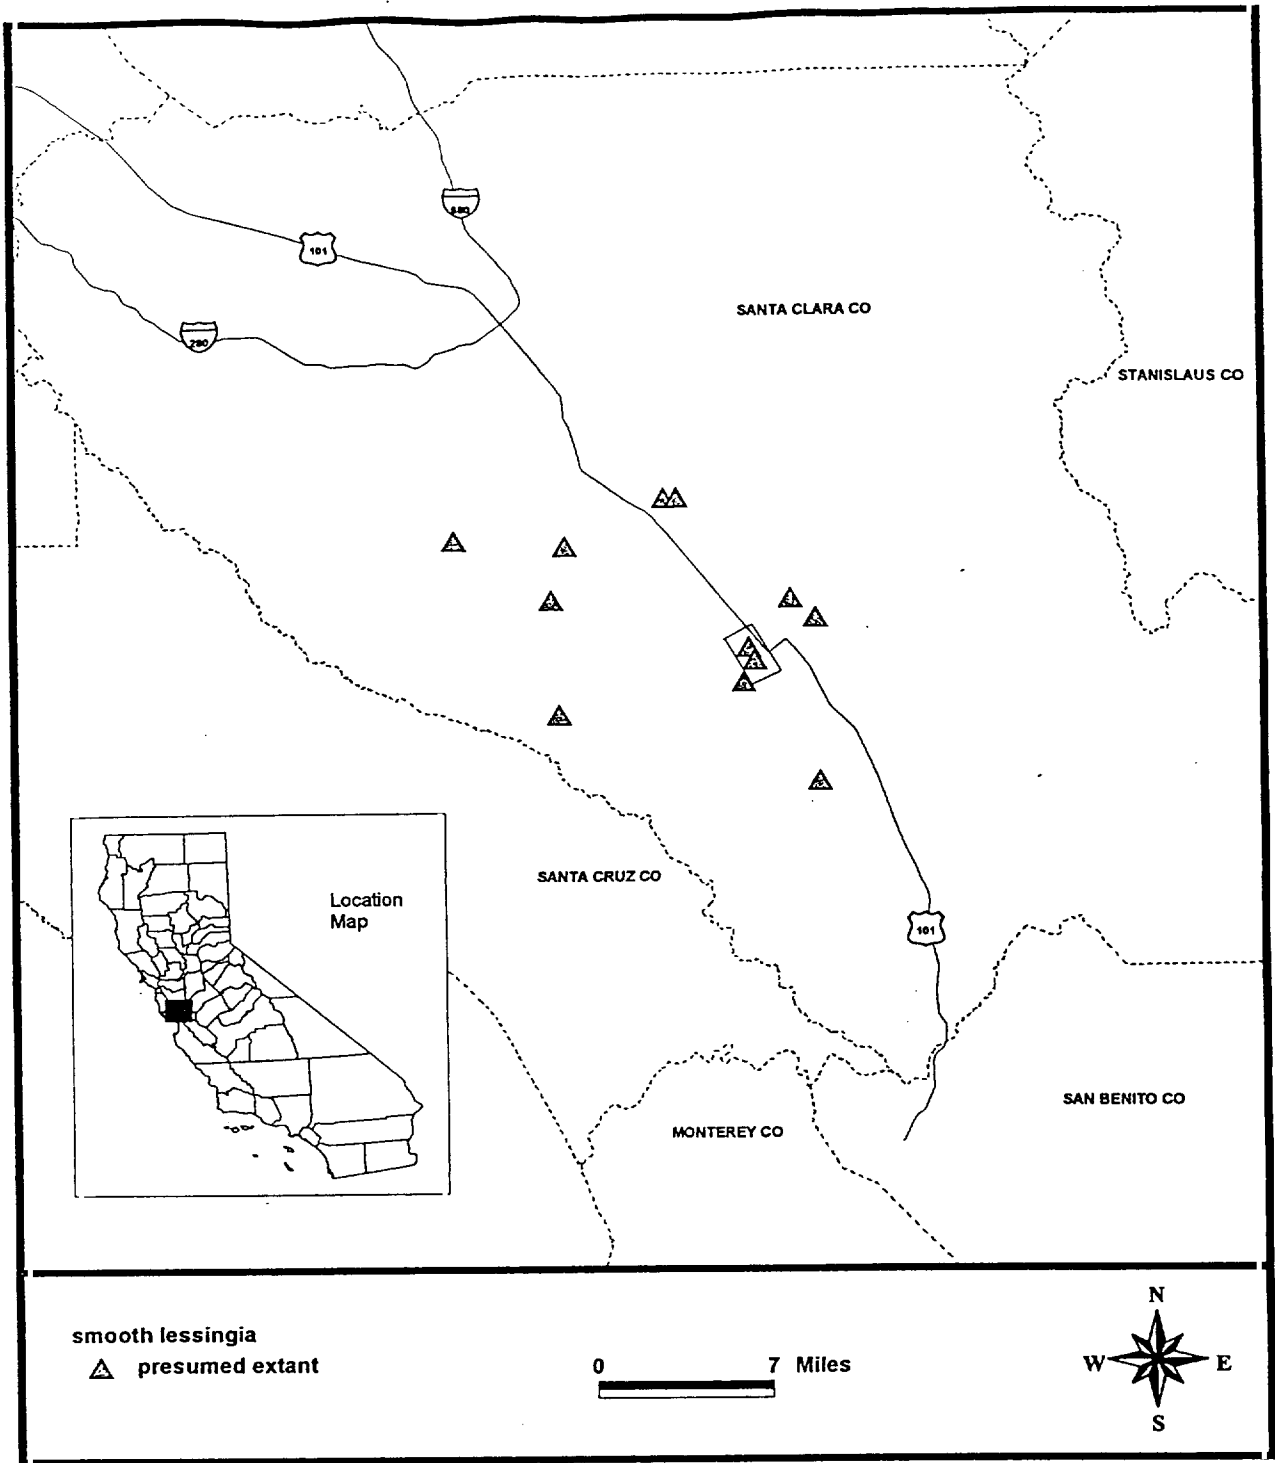 101
280
SANTA CLARA CO
STANISLAUS CO
SANTA CRUZ CO
Location
Map
101
SAN BENITO CO
MONTEREY CO
smooth lessingia
presumed extant
0 7 Miles
N
W E
S